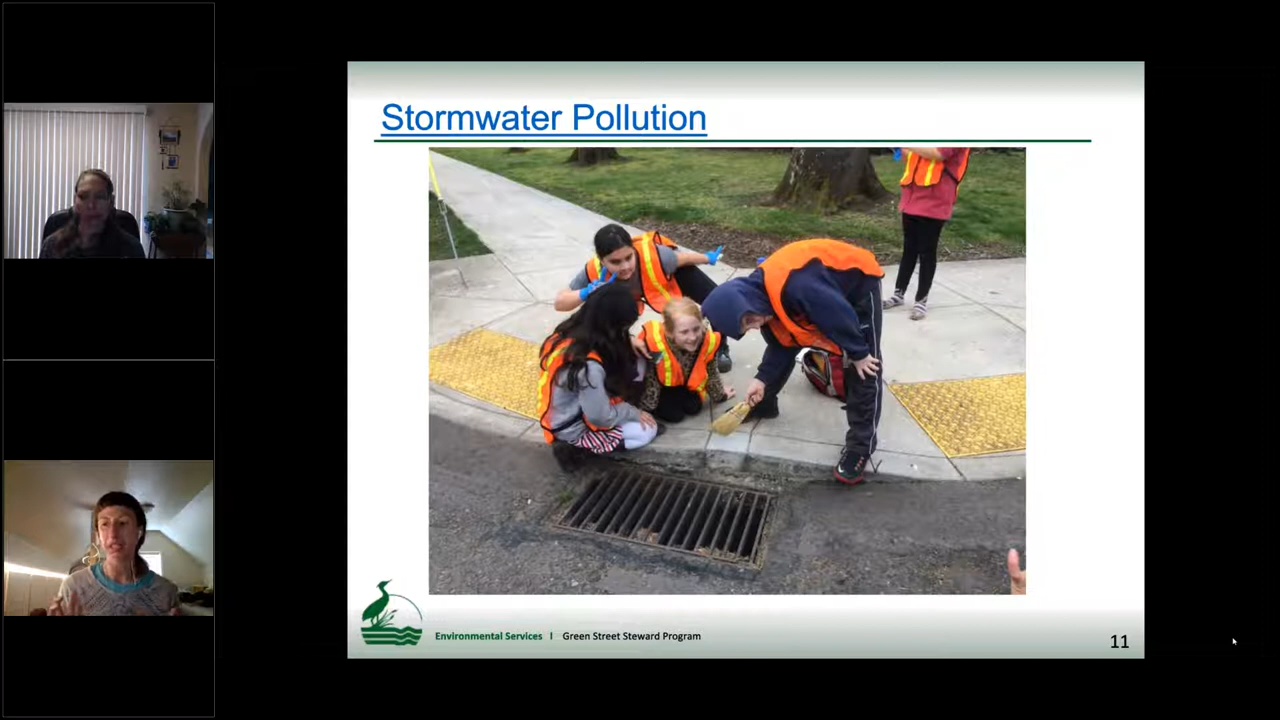 Stormwater Pollution
Environmental Services | Green Street Steward Program
11